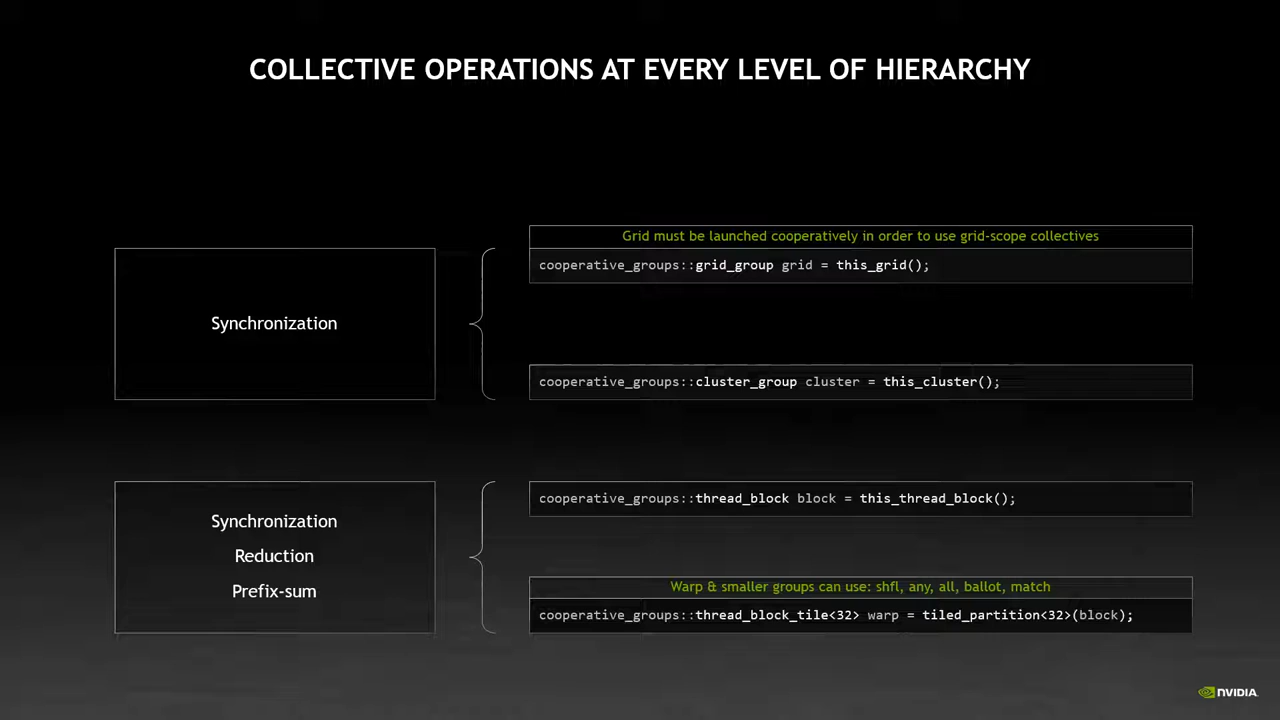 COLLECTIVE OPERATIONS AT EVERY LEVEL OF HIERARCHY
Synchronization
Grid must be launched cooperatively in order to use grid-scope collectives
cooperative_groups::grid_group grid = this_grid();
cooperative_groups::cluster_group cluster = this_cluster();
Synchronization
Reduction
Prefix-sum
cooperative_groups::thread_block block = this_thread_block();
Warp & smaller groups can use: shfl, any, all, ballot, match
cooperative_groups::thread_block_tile<32> warp = tiled_partition<32>(block);
NVIDIA.